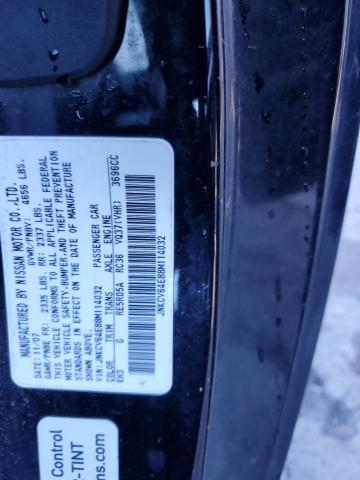 MANUFACTURED BY NISSAN MOTOR CO.,LTD.
11/07 GVWR/PNBV: 4656 LBS.
GAWR/PNBE FR: 2335 LBS. RR: 2337 LBS.
THIS VEHICLE CONFORMS TO ALL APPLICABLE FEDERAL
MOTOR VEHICLE SAFETY, BUMPER, AND THEFT PREVENTION
STANDARDS IN EFFECT ON THE DATE OF MANUFACTURE
SHOWN ABOVE.
VIN: JNKCV64E88M114032 PASSENGER CAR
COLOR TRIM TRANS AXLE ENGINE
KH3 G RE5R05A RC36 VQ37(VHR) 3696CC
JNKCV64E88M114032
Control
-TINT
ns.com